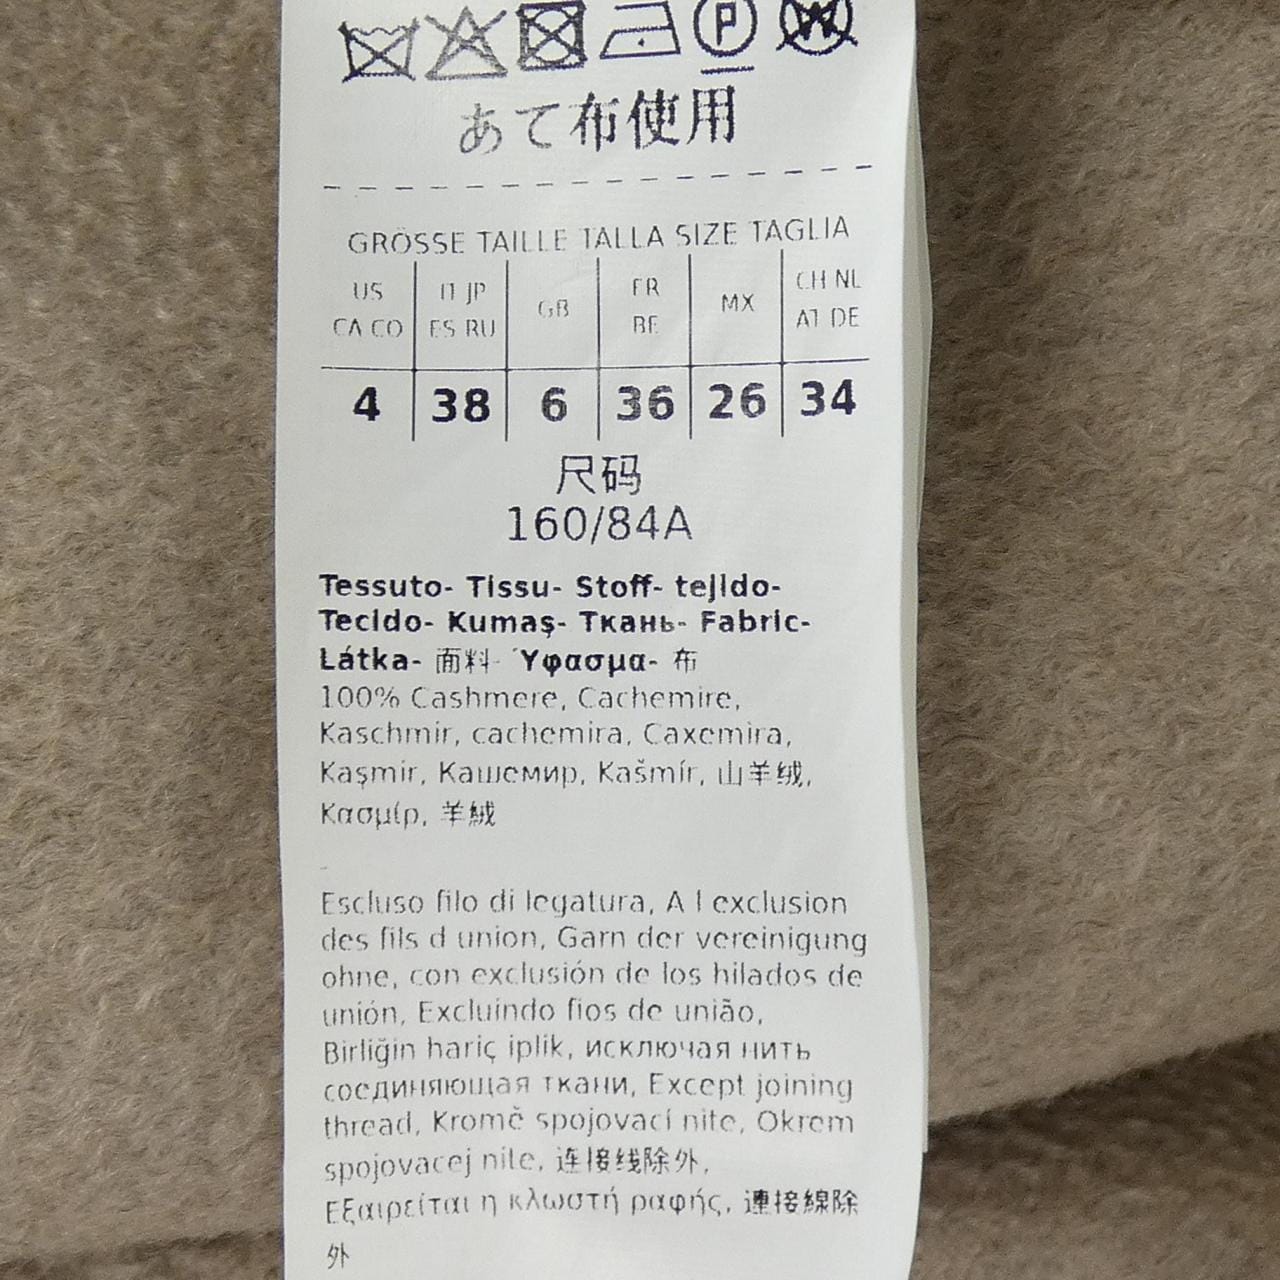 P W
あて布使用
GRÖSSE TAILLE TALLA SIZE TAGLIA
US CA CO | IT JP ES RU | GB | FR BE | MX | CH NL AT DE
4 38 6 36 26 34
尺码
160/84A
Tessuto- Tissu- Stoff- tejido-
Tecido- Kumaş- Ткань- Fabric-
Látka- 面料- Ύφασμα- 布
100% Cashmere, Cachemire,
Kaschmir, cachemira, Caxemira,
Kaşmir, Кашемир, Kašmír, 山羊绒,
Κασμίρ, 羊絨
Escluso filo di legatura, A l exclusion
des fils d union, Garn der vereinigung
ohne, con exclusión de los hilados de
unión, Excluindo fios de união,
Birliğin hariç iplik, исключая нить
соединяющая ткани, Except joining
thread, Kromě spojovací nite, Okrem
spojovacej nite, 连接线除外,
Εξαιρείται η κλωστή ραφής, 連接線除
外